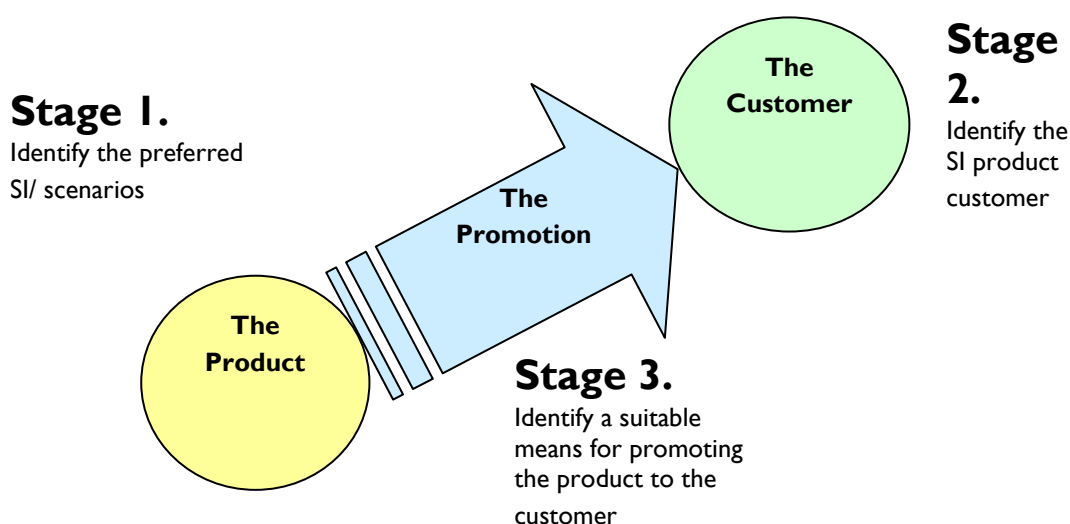 Stage 1.
Identify the preferred
SI/ scenarios
The
Product
The
Promotion
The
Customer
Stage
2.
Identify the
SI product
customer
Stage 3.
Identify a suitable
means for promoting
the product to the
customer